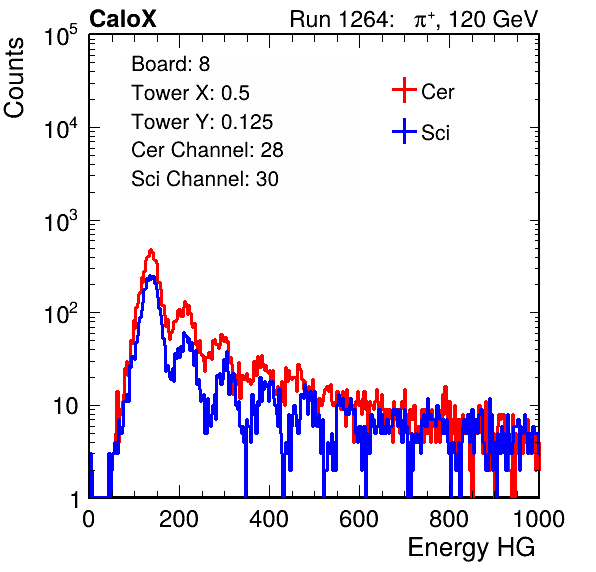 CaloX Run 1264: π⁺, 120 GeV
Counts
10⁵
10⁴
10³
10²
10
1
Board: 8
Tower X: 0.5
Tower Y: 0.125
Cer Channel: 28
Sci Channel: 30
Cer
Sci
0 200 400 600 800 1000
Energy HG